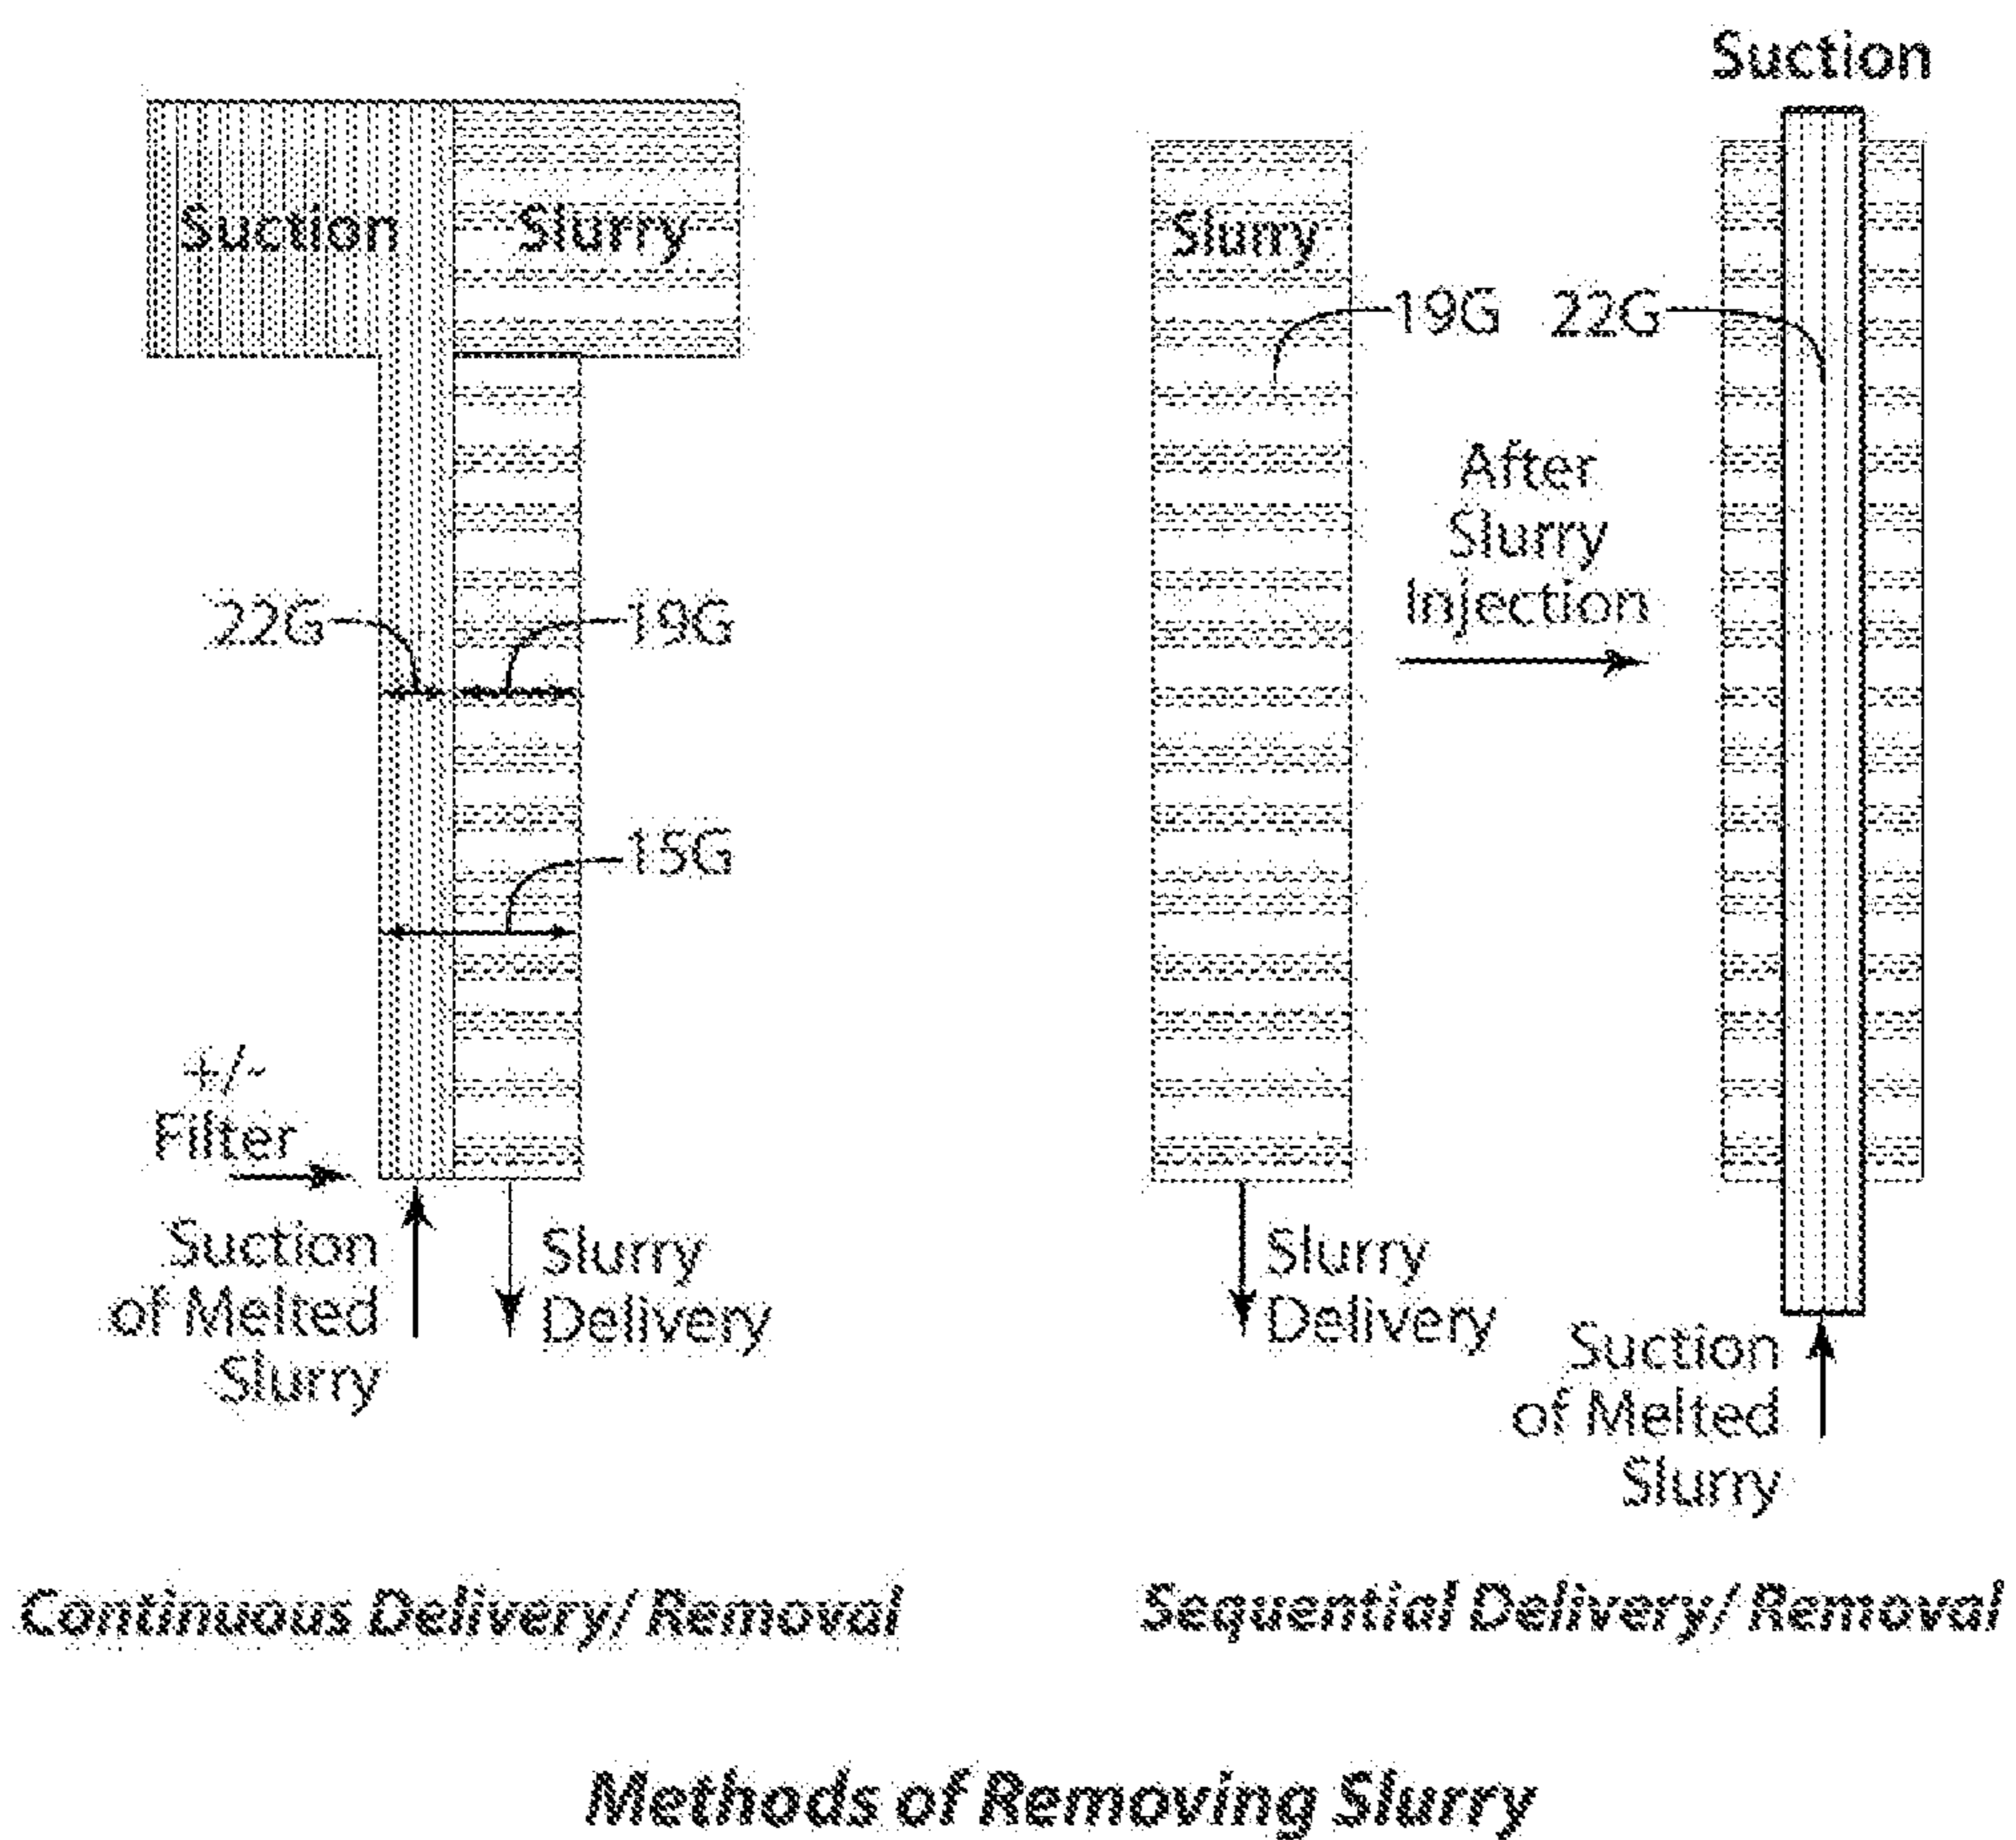 Suction
Slurry
22G
19G
15G
+/-
Filter
Suction
of Melted
Slurry
Slurry
Delivery
Continuous Delivery/ Removal
Slurry
19G
22G
Suction
After
Slurry
Injection
Slurry
Delivery
Suction
of Melted
Slurry
Sequential Delivery/ Removal
Methods of Removing Slurry